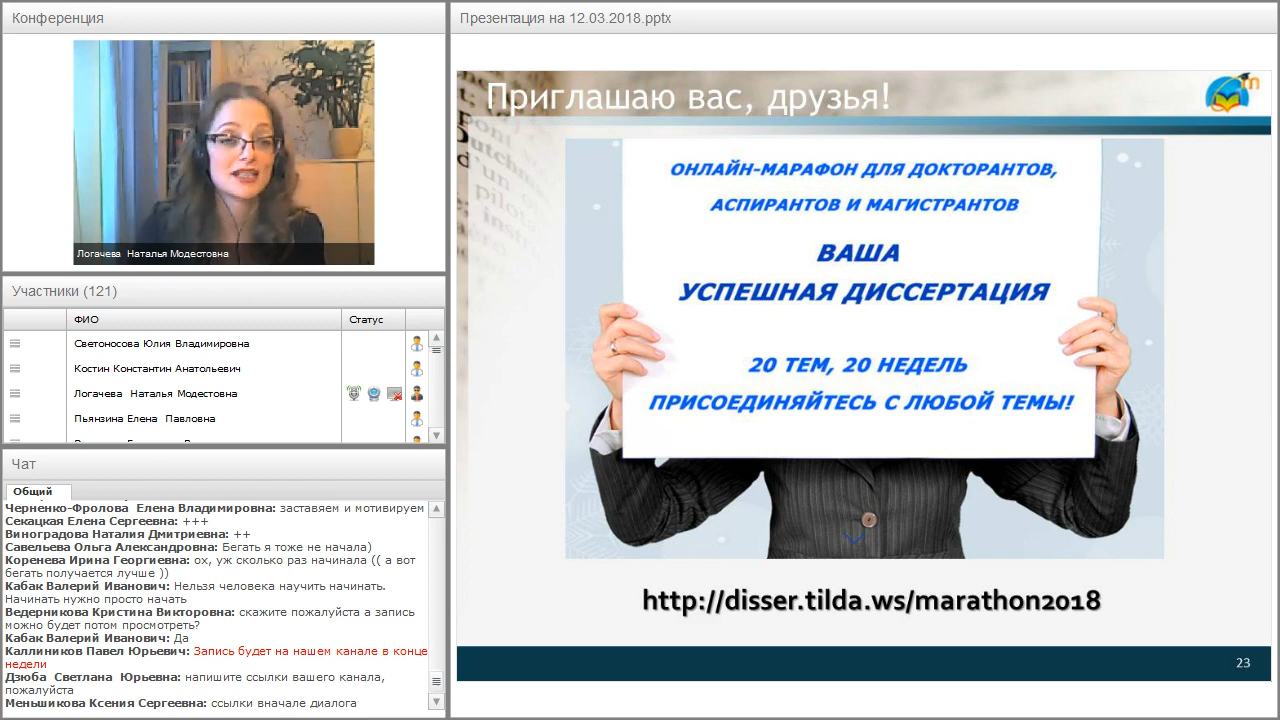 Конференция
Логачева Наталья Модестовна
Участники (121)
ФИО
Статус
Светоносова Юлия Владимировна
Костин Константин Анатольевич
Логачева Наталья Модестовна
Пьянзина Елена Павловна
Чат
Общий
Черненко-Фролова Елена Владимировна: заставяем и мотивируем
Секацкая Елена Сергеевна: +++
Виноградова Наталия Дмитриевна: ++
Савельева Ольга Александровна: Бегать я тоже не начала)
Коренева Ирина Георгиевна: ох, уж сколько раз начинала (( а вот
бегать получается лучше ))
Кабак Валерий Иванович: Нельзя человека научить начинать.
Начинать нужно просто начать
Ведерникова Кристина Викторовна: скажите пожалуйста а запись
можно будет потом просмотреть?
Кабак Валерий Иванович: Да
Каллиников Павел Юрьевич: Запись будет на нашем канале в конце
недели
Дзюба Светлана Юрьевна: напишите ссылки вашего канала,
пожалуйста
Меньшикова Ксения Сергеевна: ссылки вначале диалога
Презентация на 12.03.2018.pptx
Приглашаю вас, друзья!
m
ОНЛАЙН-МАРАФОН ДЛЯ ДОКТОРАНТОВ,
АСПИРАНТОВ И МАГИСТРАНТОВ
ВАША
УСПЕШНАЯ ДИССЕРТАЦИЯ
20 ТЕМ, 20 НЕДЕЛЬ
ПРИСОЕДИНЯЙТЕСЬ С ЛЮБОЙ ТЕМЫ!
http://disser.tilda.ws/marathon2018
23